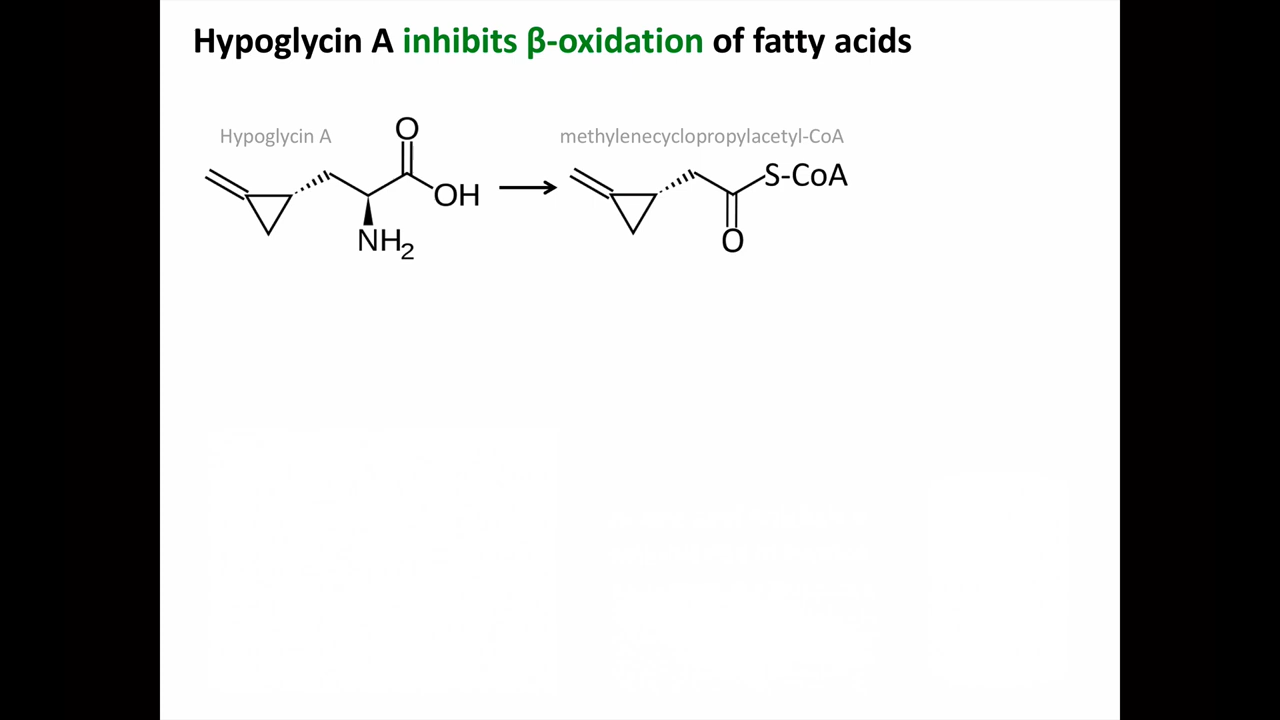 Hypoglycin A inhibits β-oxidation of fatty acids
Hypoglycin A
methylenecyclopropylacetyl-CoA
O
OH
NH2
S-CoA
O